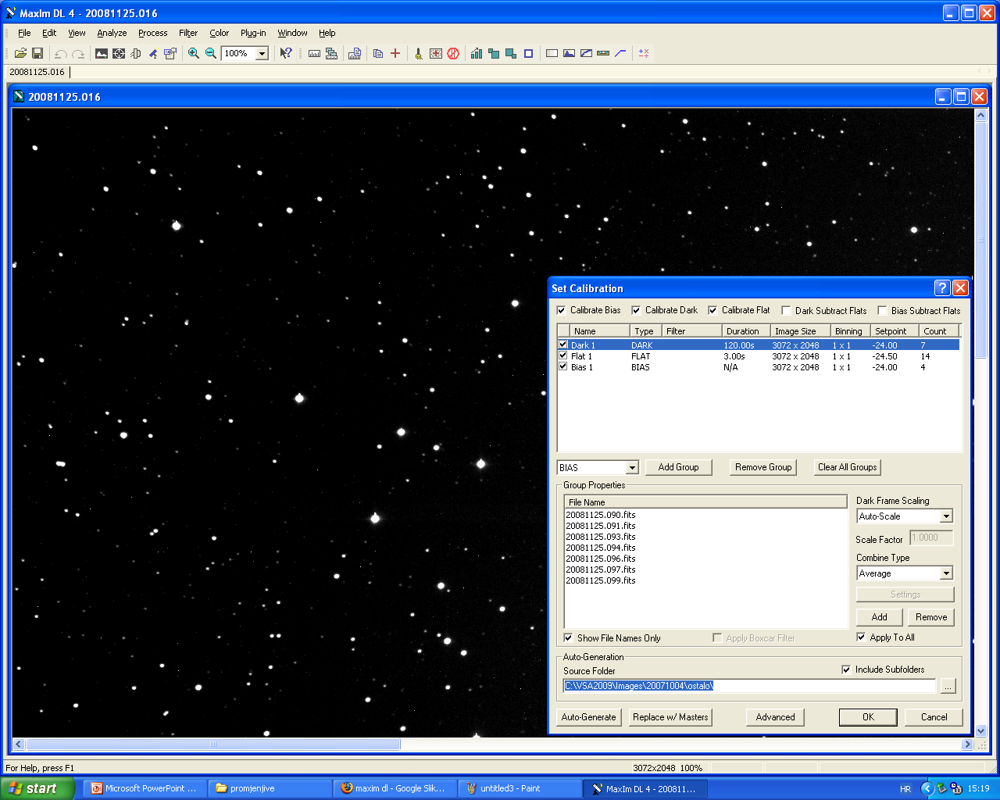 MaxIm DL 4 - 20081125.016
File Edit View Analyze Process Filter Color Plug-in Window Help
100%
20081125.016
20081125.016
Set Calibration
Calibrate Bias Calibrate Dark Calibrate Flat Dark Subtract Flats Bias Subtract Flats
Name Type Filter Duration Image Size Binning Setpoint Count
Dark 1 DARK 120.00s 3072 x 2048 1 x 1 -24.00 7
Flat 1 FLAT 3.00s 3072 x 2048 1 x 1 -24.50 14
Bias 1 BIAS N/A 3072 x 2048 1 x 1 -24.00 4
BIAS Add Group Remove Group Clear All Groups
Group Properties
File Name
20081125.090.fits
20081125.091.fits
20081125.093.fits
20081125.094.fits
20081125.096.fits
20081125.097.fits
20081125.099.fits
Dark Frame Scaling
Auto-Scale
Scale Factor 1.0000
Combine Type
Average
Settings
Add Remove
Show File Names Only Apply Boxcar Filter Apply To All
Auto-Generation
Source Folder Include Subfolders
C:\VSA2009\Images\20071004\ostalo\
...
Auto-Generate Replace w/ Masters Advanced OK Cancel
For Help, press F1 3072x2048 100%
start Microsoft PowerPoint ... promjenjive maxim dl - Google Slik... untitled3 - Paint MaxIm DL 4 - 200811... HR 15:19